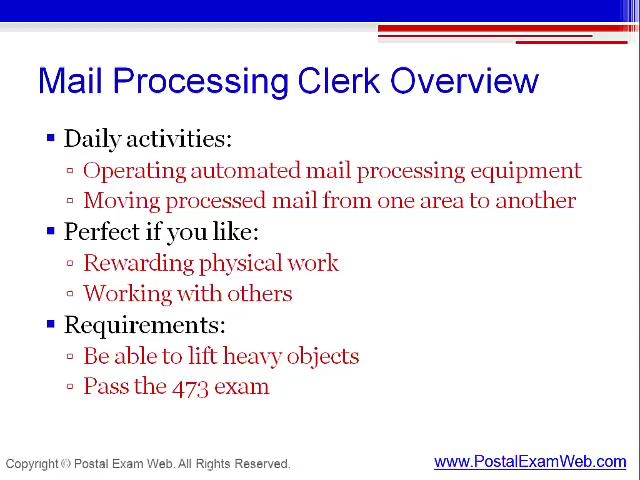 Mail Processing Clerk Overview
Daily activities:
Operating automated mail processing equipment
Moving processed mail from one area to another
Perfect if you like:
Rewarding physical work
Working with others
Requirements:
Be able to lift heavy objects
Pass the 473 exam
Copyright © Postal Exam Web. All Rights Reserved.
www.PostalExamWeb.com